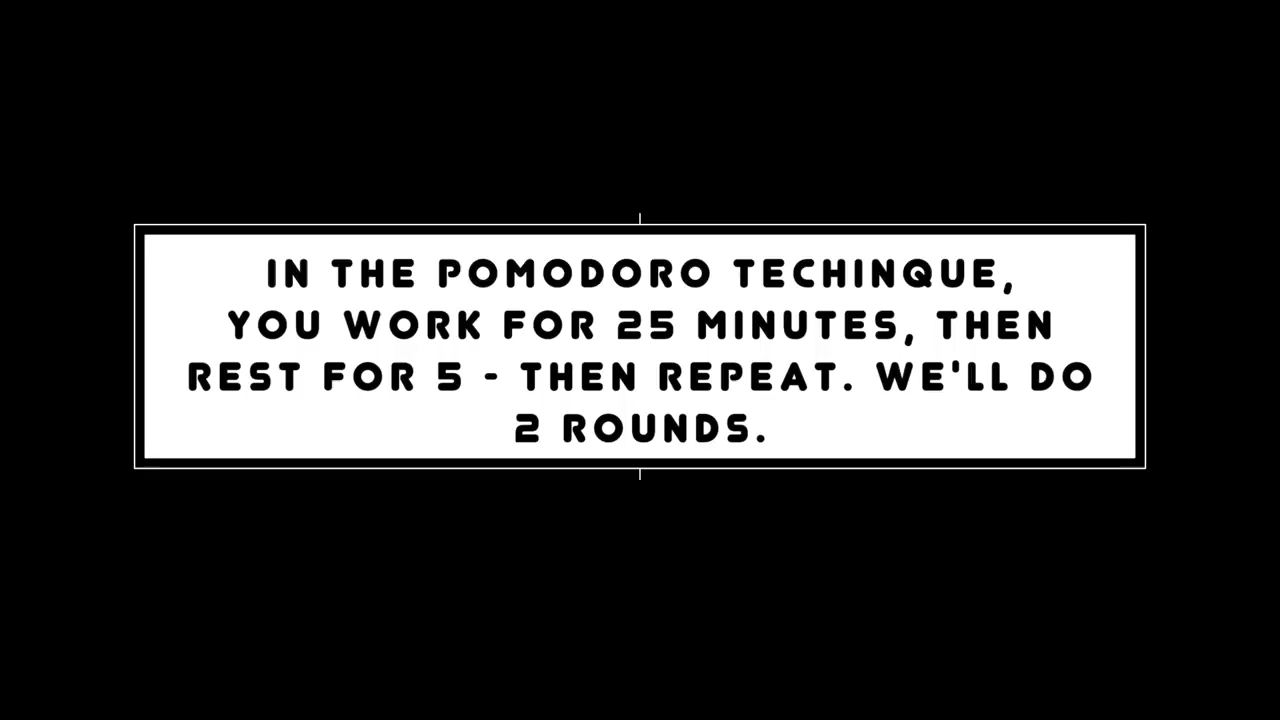 IN THE POMODORO TECHINQUE,
YOU WORK FOR 25 MINUTES, THEN
REST FOR 5 - THEN REPEAT. WE'LL DO
2 ROUNDS.